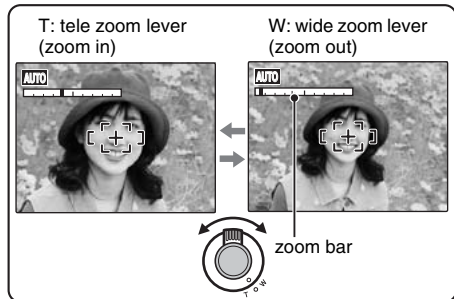 T: tele zoom lever
(zoom in)
W: wide zoom lever
(zoom out)
AUTO
AUTO
zoom bar
T
W